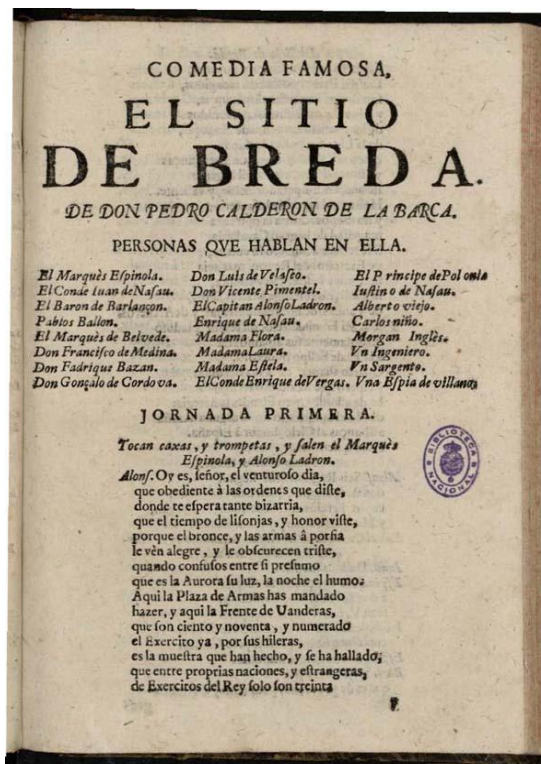 COMEDIA FAMOSA,
EL SITIO
DE BREDA.
DE DON PEDRO CALDERON DE LA BARCA.
PERSONAS QVE HABLAN EN ELLA.
El Marquès Eſpinola. Don Luis de Velaſco. El Principe de Polonia
El Conde Iuan de Naſau. Don Vicente Pimentel. Iuſtino de Naſau.
El Baron de Barlançon. El Capitan Alonſo Ladron. Alberto viejo.
Pablos Ballon. Enrique de Naſau. Carlos niño.
El Marquès de Belvede. Madama Flora. Morgan Inglès.
Don Franciſco de Medina. Madama Laura. Vn Ingeniero.
Don Fadrique Bazan. Madama Eſtela. Vn Sargento.
Don Gonçalo de Cordova. El Conde Enrique de Vergas. Vna Eſpia de villano
JORNADA PRIMERA.
Tocan caxas, y trompetas, y ſalen el Marquès
Eſpinola, y Alonſo Ladron.
Alonſ. Oy es, ſeñor, el venturoſo dia,
que obediente à las ordenes que diſte,
donde te eſpera tante bizarria,
que el tiempo de liſonjas, y honor viſte,
porque el bronce, y las armas â porfia
le vèn alegre, y le obſcurecen triſte,
quando confuſos entre ſi preſumo
que es la Aurora ſu luz, la noche el humo.
Aqui la Plaza de Armas has mandado
hazer, y aqui la Frente de Vanderas,
que ſon ciento y noventa, y numerado
el Exercito ya, por ſus hileras,
es la mueſtra que han hecho, y ſe ha hallado,
que entre proprias naciones, y eſtrangeras,
de Exercitos del Rey ſolo ſon treinta
BIBLIOTECA NACIONAL